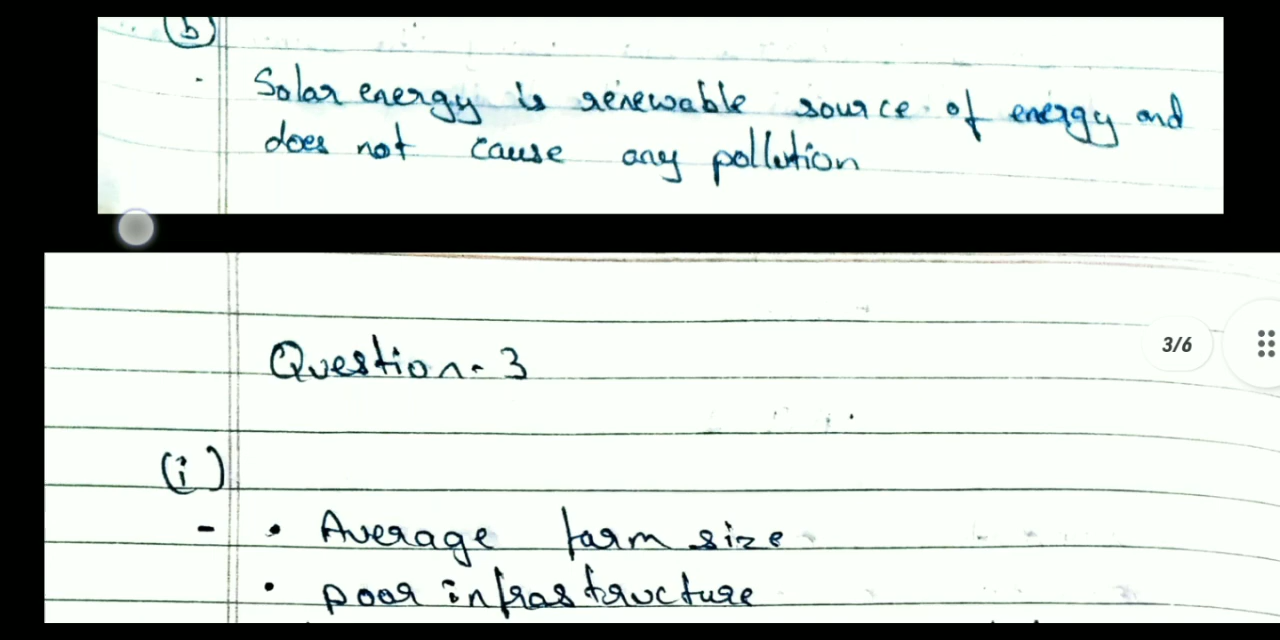 (b)
- Solar energy is renewable source of energy and
does not cause any pollution
3/6
Question - 3
(i)
- • Average farm size
• poor infrastructure